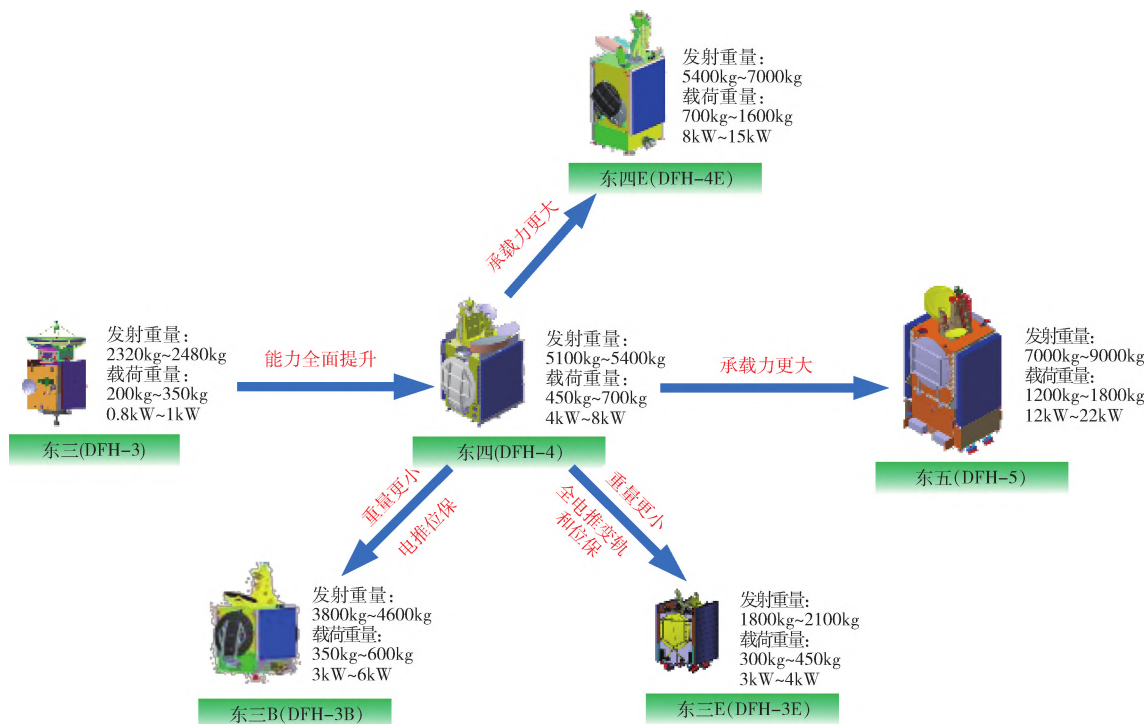 发射重量：
5400kg~7000kg
载荷重量：
700kg~1600kg
8kW~15kW
东四E(DFH-4E)
承载力更大
发射重量：
2320kg~2480kg
载荷重量：
200kg~350kg
0.8kW~1kW
东三(DFH-3)
能力全面提升
发射重量：
5100kg~5400kg
载荷重量：
450kg~700kg
4kW~8kW
东四(DFH-4)
承载力更大
发射重量：
7000kg~9000kg
载荷重量：
1200kg~1800kg
12kW~22kW
东五(DFH-5)
重量更小
电推位保
重量更小
全电推变轨
和位保
发射重量：
3800kg~4600kg
载荷重量：
350kg~600kg
3kW~6kW
东三B(DFH-3B)
发射重量：
1800kg~2100kg
载荷重量：
300kg~450kg
3kW~4kW
东三E(DFH-3E)